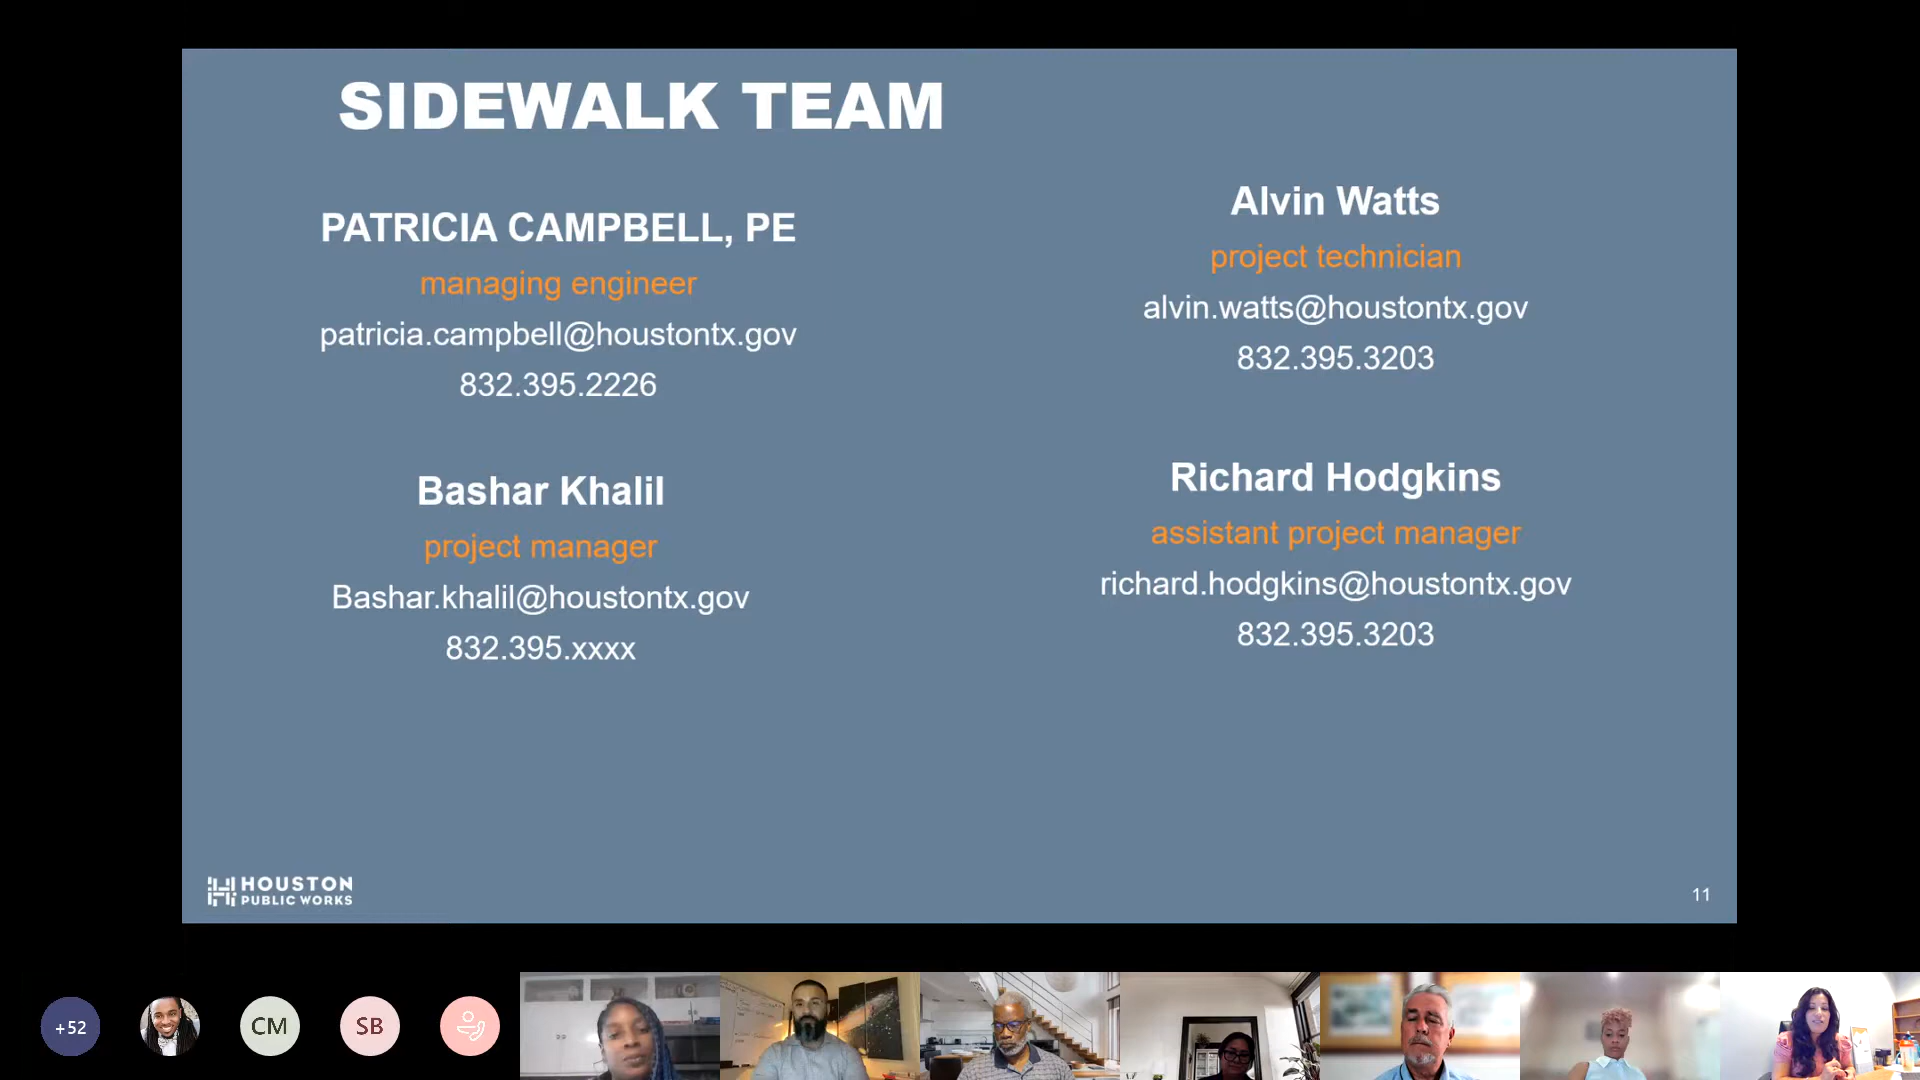 SIDEWALK TEAM
PATRICIA CAMPBELL, PE
managing engineer
patricia.campbell@houstontx.gov
832.395.2226
Bashar Khalil
project manager
Bashar.khalil@houstontx.gov
832.395.xxxx
Alvin Watts
project technician
alvin.watts@houstontx.gov
832.395.3203
Richard Hodgkins
assistant project manager
richard.hodgkins@houstontx.gov
832.395.3203
HOUSTON
PUBLIC WORKS
11
+52
CM
SB